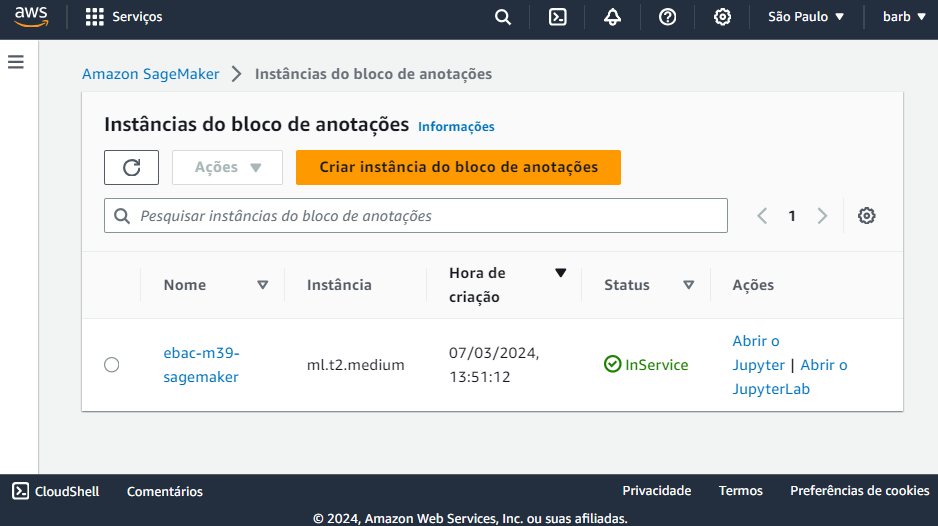 aws
Serviços
São Paulo
barb
Amazon SageMaker
Instâncias do bloco de anotações
Instâncias do bloco de anotações Informações
Ações
Criar instância do bloco de anotações
Pesquisar instâncias do bloco de anotações
1
Nome
Instância
Hora de
criação
Status
Ações
ebac-m39-
sagemaker
ml.t2.medium
07/03/2024,
13:51:12
InService
Abrir o
Jupyter | Abrir o
JupyterLab
CloudShell
Comentários
Privacidade
Termos
Preferências de cookies
© 2024, Amazon Web Services, Inc. ou suas afiliadas.